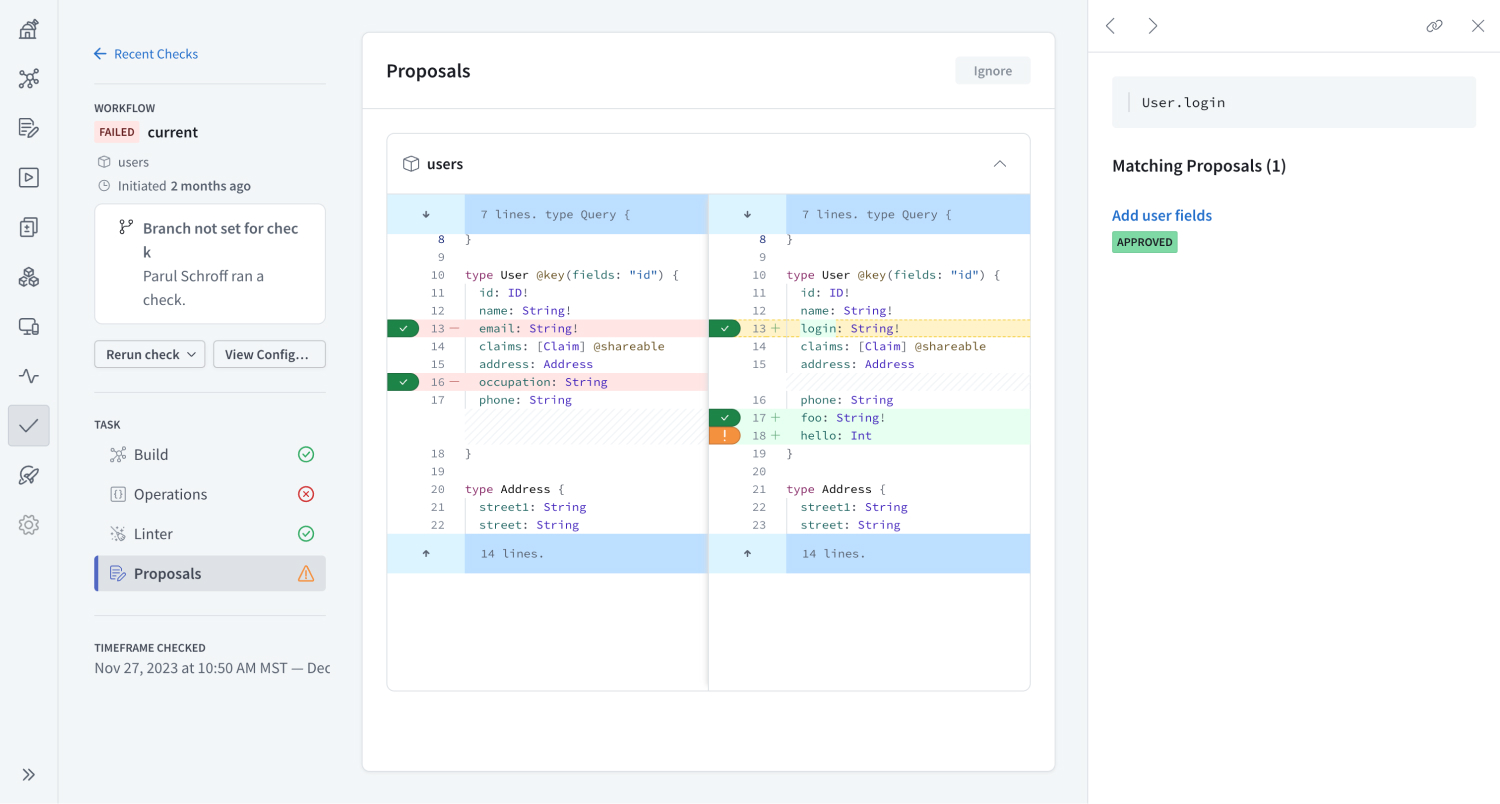 Recent Checks
WORKFLOW
FAILED current
users
Initiated 2 months ago
Branch not set for chec
k
Parul Schroff ran a
check.
Rerun check
View Config…
TASK
Build
Operations
Linter
Proposals
TIMEFRAME CHECKED
Nov 27, 2023 at 10:50 AM MST — Dec
Proposals
Ignore
users
7 lines. type Query {
8 }
9
10 type User @key(fields: "id") {
11 id: ID!
12 name: String!
13 — email: String!
14 claims: [Claim] @shareable
15 address: Address
16 — occupation: String
17 phone: String
18 }
19
20 type Address {
21 street1: String
22 street: String
14 lines.
7 lines. type Query {
8 }
9
10 type User @key(fields: "id") {
11 id: ID!
12 name: String!
13 + login: String!
14 claims: [Claim] @shareable
15 address: Address
16 phone: String
17 + foo: String!
! 18 + hello: Int
19 }
20
21 type Address {
22 street1: String
23 street: String
14 lines.
User.login
Matching Proposals (1)
Add user fields
APPROVED